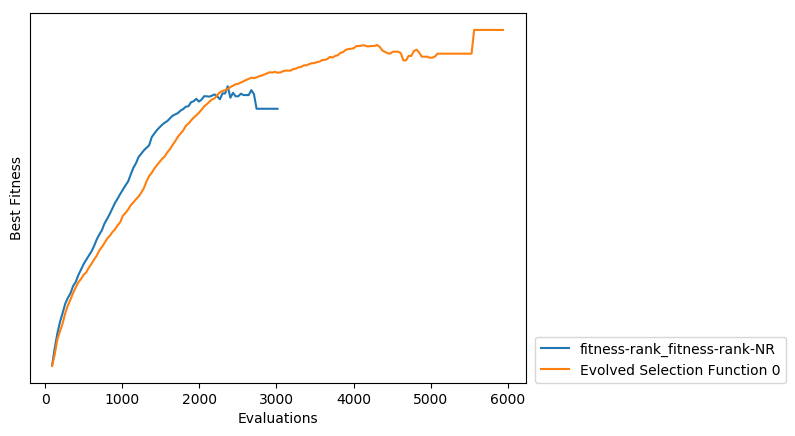 Best Fitness
0 1000 2000 3000 4000 5000 6000
Evaluations
fitness-rank_fitness-rank-NR
Evolved Selection Function 0